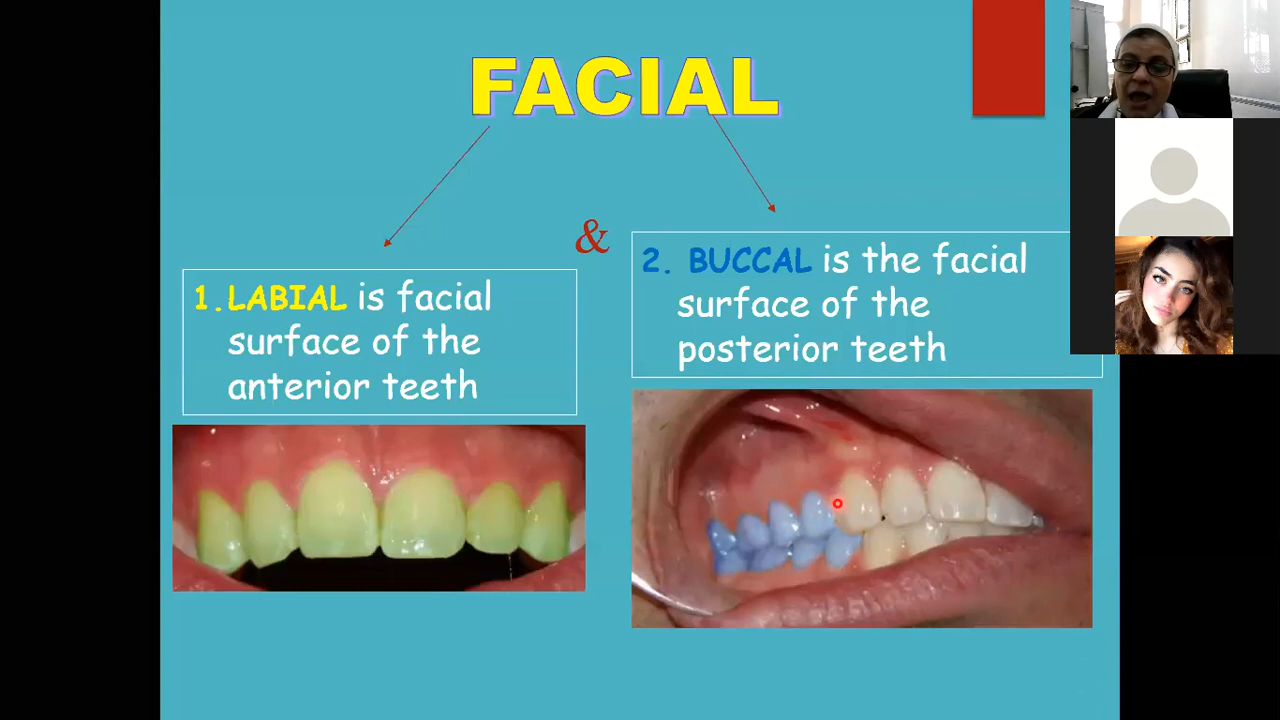 FACIAL
&
1. LABIAL is facial
surface of the
anterior teeth
2. BUCCAL is the facial
surface of the
posterior teeth